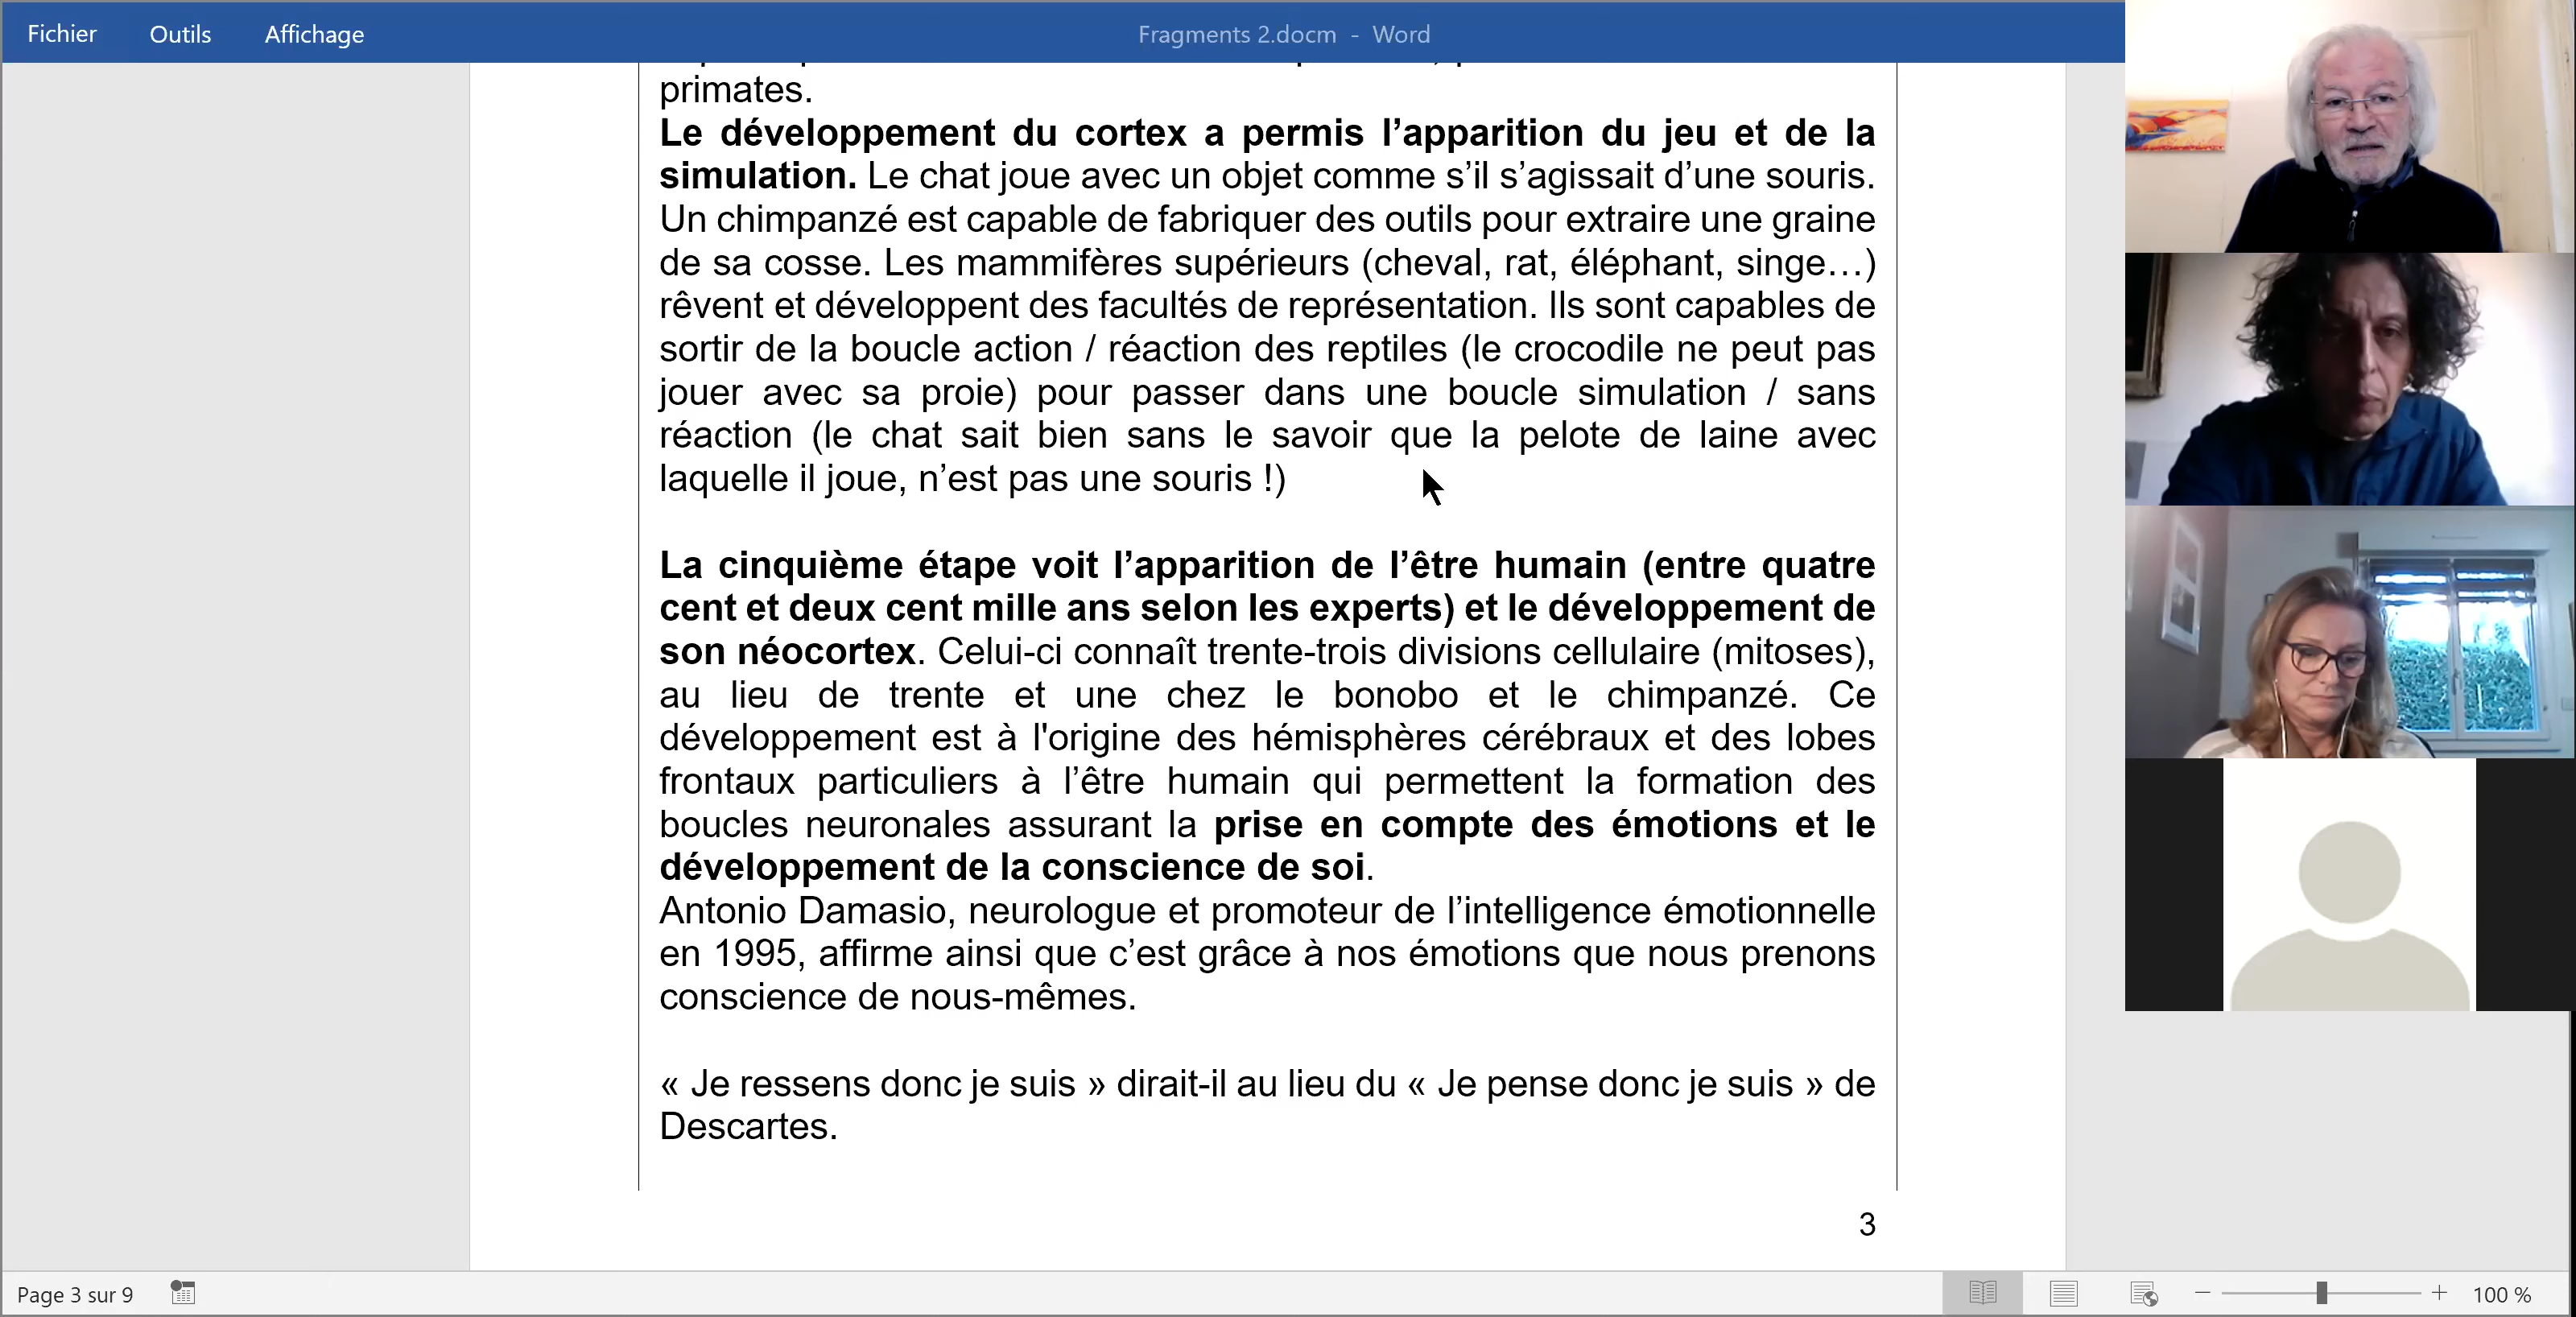 Fichier Outils Affichage Fragments 2.docm - Word
primates.
Le développement du cortex a permis l’apparition du jeu et de la
simulation. Le chat joue avec un objet comme s’il s’agissait d’une souris.
Un chimpanzé est capable de fabriquer des outils pour extraire une graine
de sa cosse. Les mammifères supérieurs (cheval, rat, éléphant, singe…)
rêvent et développent des facultés de représentation. Ils sont capables de
sortir de la boucle action / réaction des reptiles (le crocodile ne peut pas
jouer avec sa proie) pour passer dans une boucle simulation / sans
réaction (le chat sait bien sans le savoir que la pelote de laine avec
laquelle il joue, n’est pas une souris !)
La cinquième étape voit l’apparition de l’être humain (entre quatre
cent et deux cent mille ans selon les experts) et le développement de
son néocortex. Celui-ci connaît trente-trois divisions cellulaire (mitoses),
au lieu de trente et une chez le bonobo et le chimpanzé. Ce
développement est à l'origine des hémisphères cérébraux et des lobes
frontaux particuliers à l’être humain qui permettent la formation des
boucles neuronales assurant la prise en compte des émotions et le
développement de la conscience de soi.
Antonio Damasio, neurologue et promoteur de l’intelligence émotionnelle
en 1995, affirme ainsi que c’est grâce à nos émotions que nous prenons
conscience de nous-mêmes.
« Je ressens donc je suis » dirait-il au lieu du « Je pense donc je suis » de
Descartes.
3
Page 3 sur 9 100 %